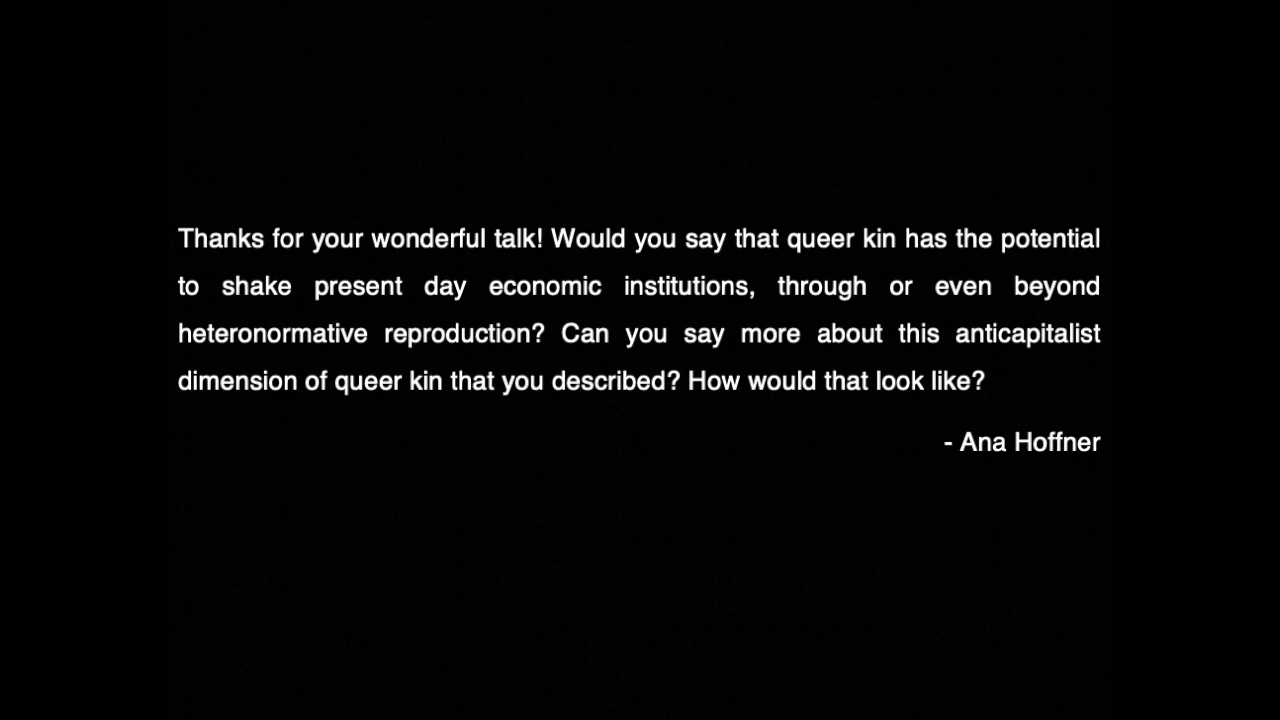 Thanks for your wonderful talk! Would you say that queer kin has the potential
to shake present day economic institutions, through or even beyond
heteronormative reproduction? Can you say more about this anticapitalist
dimension of queer kin that you described? How would that look like?
- Ana Hoffner